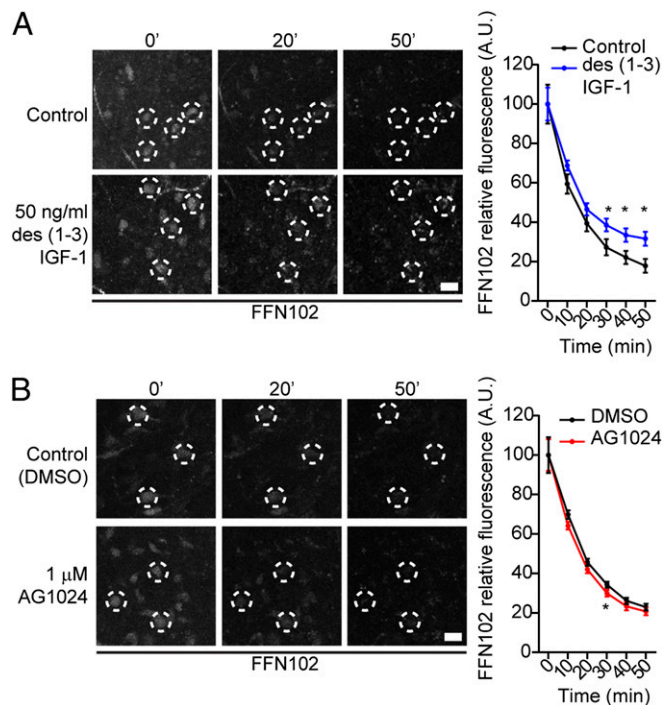 A
0' 20' 50'
Control
50 ng/ml
des (1-3)
IGF-1
FFN102
FFN102 relative fluorescence (A.U.)
120
100
80
60
40
20
0
Control
des (1-3)
IGF-1
* * *
0 10 20 30 40 50
Time (min)
B
0' 20' 50'
Control
(DMSO)
1 μM
AG1024
FFN102
FFN102 relative fluorescence (A.U.)
120
100
80
60
40
20
0
DMSO
AG1024
*
0 10 20 30 40 50
Time (min)